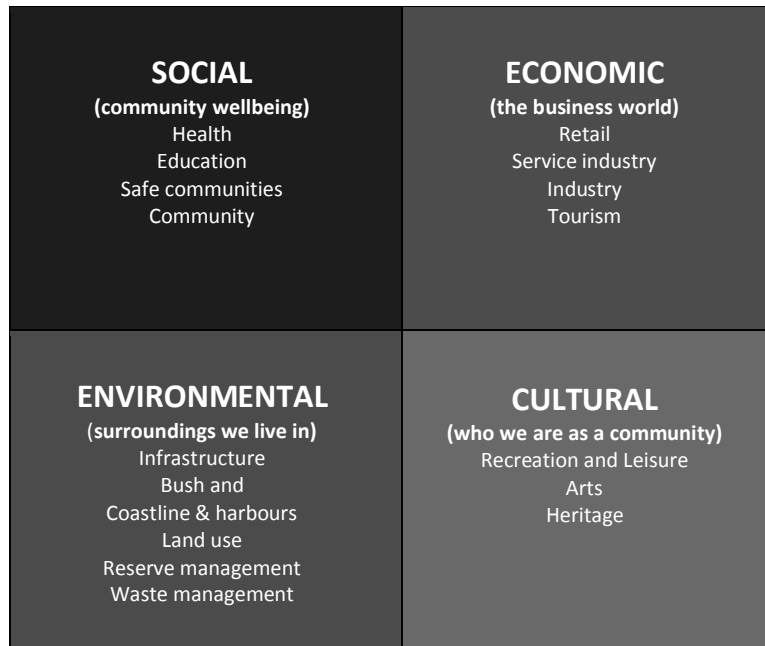 SOCIAL
(community wellbeing)
Health
Education
Safe communities
Community
ECONOMIC
(the business world)
Retail
Service industry
Industry
Tourism
ENVIRONMENTAL
(surroundings we live in)
Infrastructure
Bush and
Coastline & harbours
Land use
Reserve management
Waste management
CULTURAL
(who we are as a community)
Recreation and Leisure
Arts
Heritage